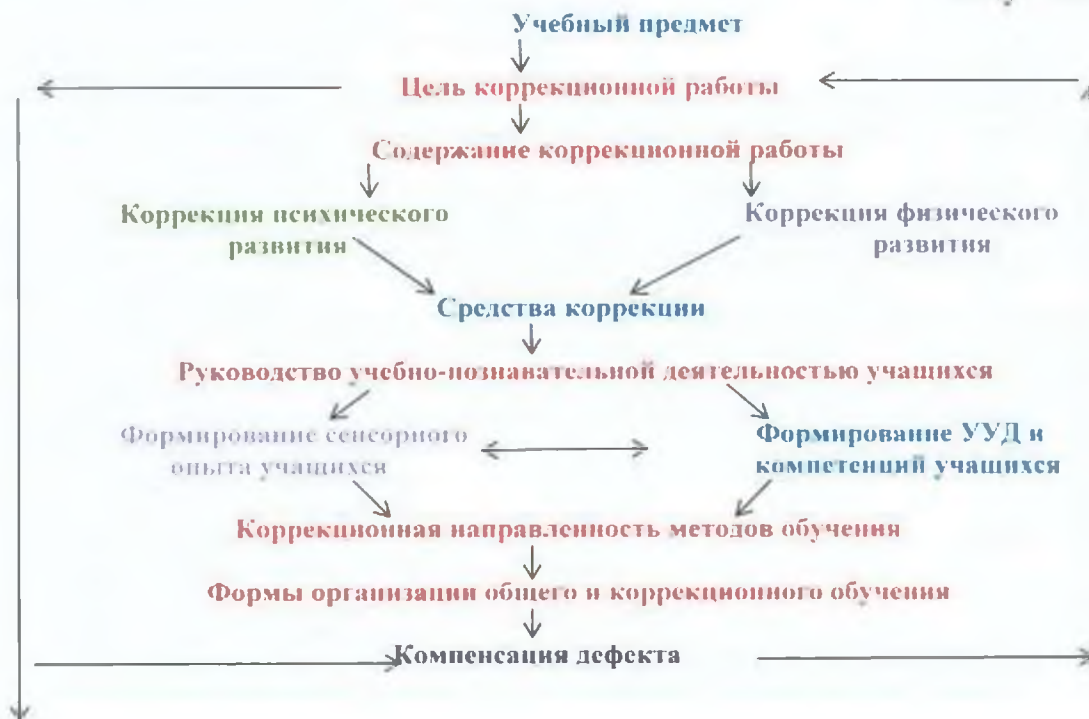 Учебный предмет
Цель коррекционной работы
Содержание коррекционной работы
Коррекция психического
развития
Коррекция физического
развития
Средства коррекции
Руководство учебно-познавательной деятельностью учащихся
Формирование сенсорного
опыта учащихся
Формирование УУД и
компетенций учащихся
Коррекционная направленность методов обучения
Формы организации общего и коррекционного обучения
Компенсация дефекта